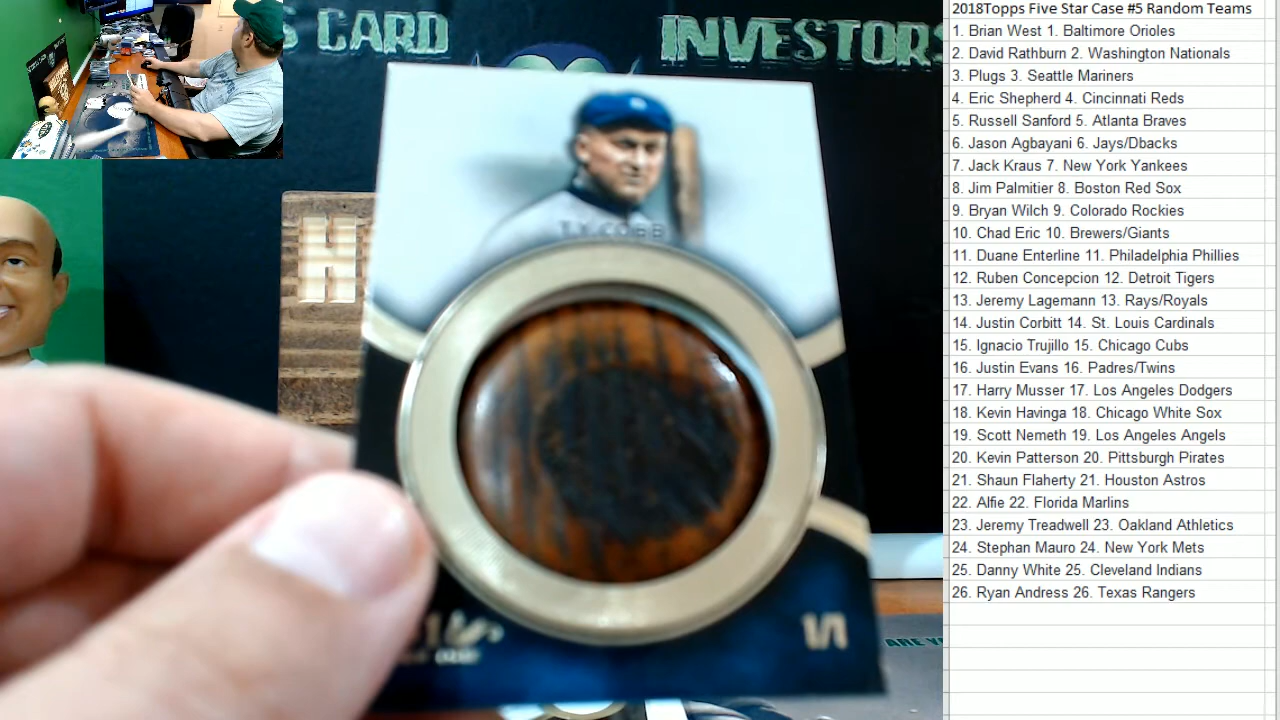 S CARD INVESTORS
TY COBB
1/1
ARE Y
2018Topps Five Star Case #5 Random Teams
1. Brian West 1. Baltimore Orioles
2. David Rathburn 2. Washington Nationals
3. Plugs 3. Seattle Mariners
4. Eric Shepherd 4. Cincinnati Reds
5. Russell Sanford 5. Atlanta Braves
6. Jason Agbayani 6. Jays/Dbacks
7. Jack Kraus 7. New York Yankees
8. Jim Palmitier 8. Boston Red Sox
9. Bryan Wilch 9. Colorado Rockies
10. Chad Eric 10. Brewers/Giants
11. Duane Enterline 11. Philadelphia Phillies
12. Ruben Concepcion 12. Detroit Tigers
13. Jeremy Lagemann 13. Rays/Royals
14. Justin Corbitt 14. St. Louis Cardinals
15. Ignacio Trujillo 15. Chicago Cubs
16. Justin Evans 16. Padres/Twins
17. Harry Musser 17. Los Angeles Dodgers
18. Kevin Havinga 18. Chicago White Sox
19. Scott Nemeth 19. Los Angeles Angels
20. Kevin Patterson 20. Pittsburgh Pirates
21. Shaun Flaherty 21. Houston Astros
22. Alfie 22. Florida Marlins
23. Jeremy Treadwell 23. Oakland Athletics
24. Stephan Mauro 24. New York Mets
25. Danny White 25. Cleveland Indians
26. Ryan Andress 26. Texas Rangers